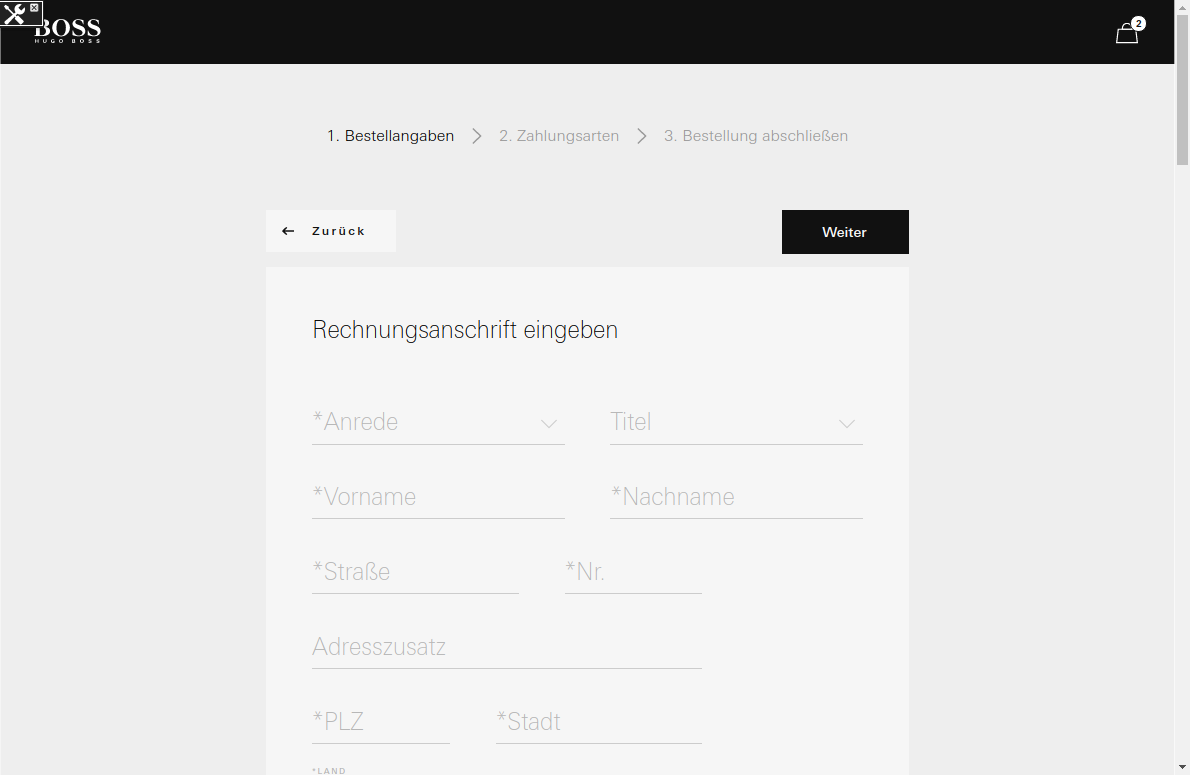 BOSS
HUGO BOSS
2
1. Bestellangaben
2. Zahlungsarten
3. Bestellung abschließen
Zurück
Weiter
Rechnungsanschrift eingeben
*Anrede
Titel
*Vorname
*Nachname
*Straße
*Nr.
Adresszusatz
*PLZ
*Stadt
*LAND